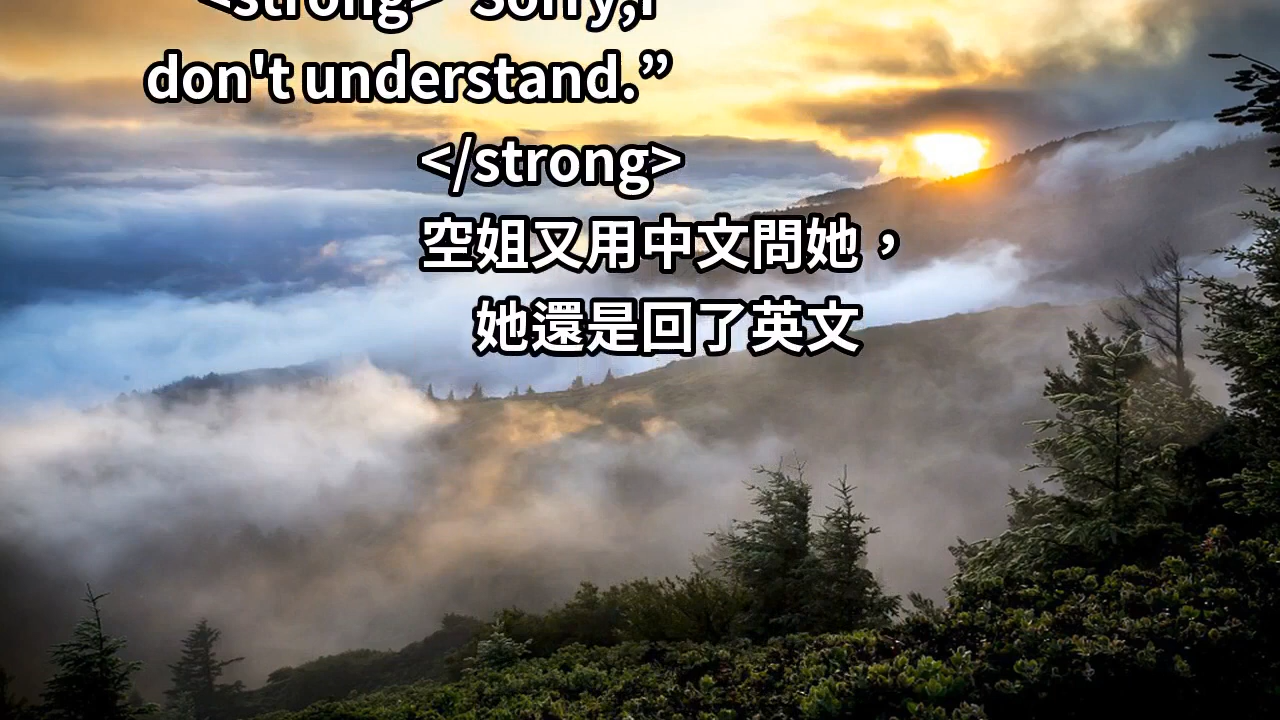 <strong>“Sorry,I
don't understand.”
</strong>
空姐又用中文問她，
她還是回了英文